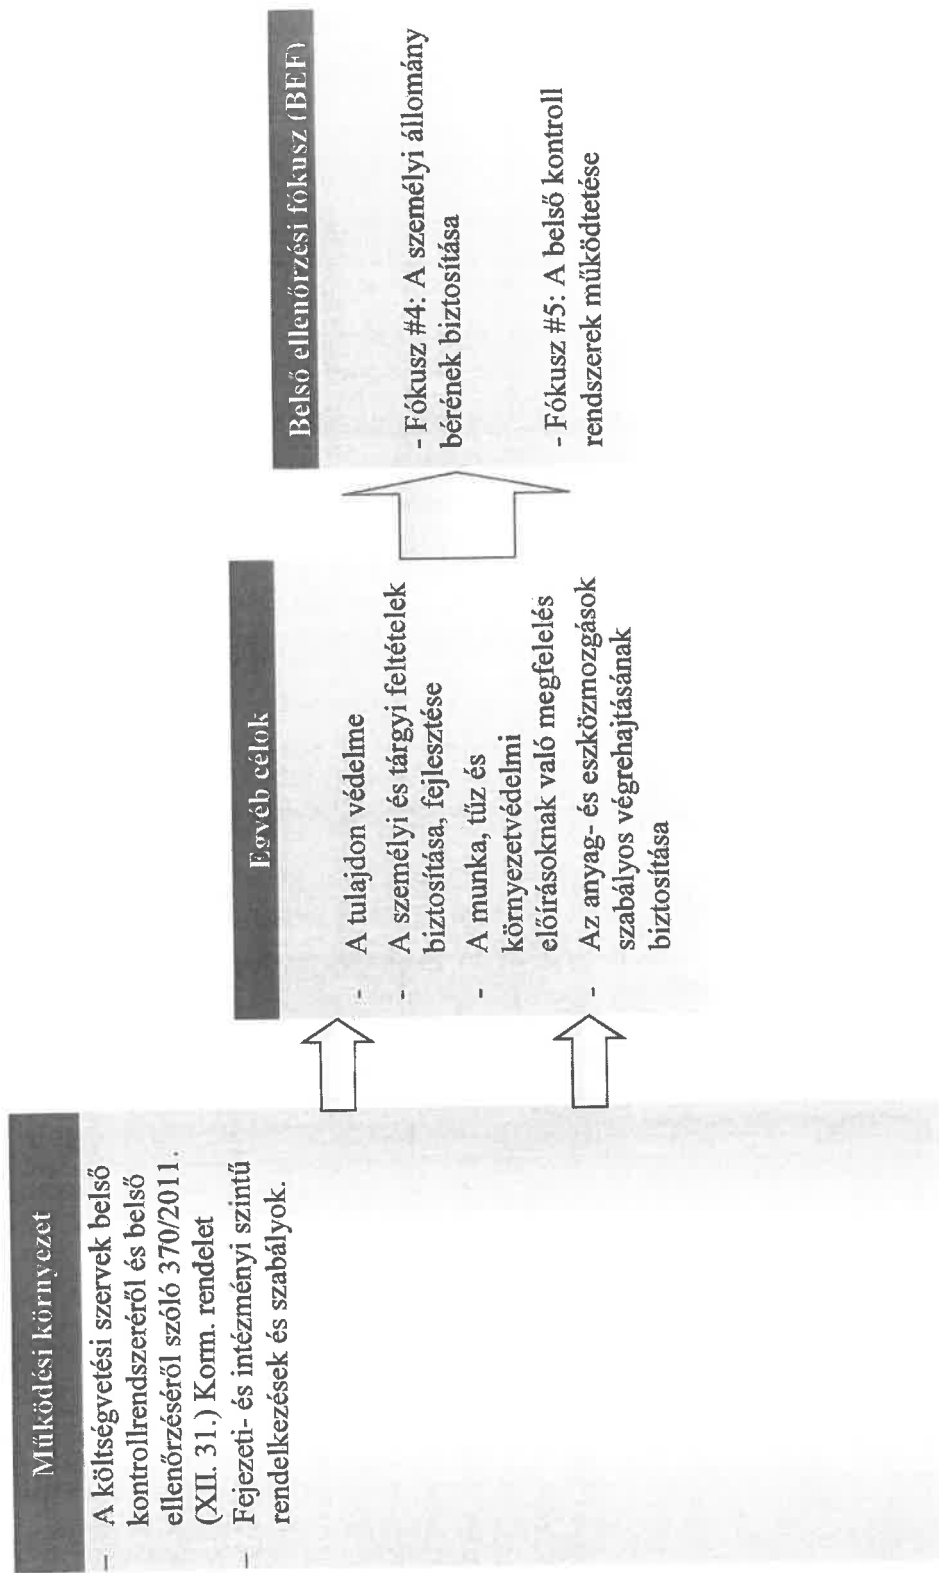 Működési környezet
- A költségvetési szervek belső
kontrollrendszeréről és belső
ellenőrzéséről szóló 370/2011.
(XII. 31.) Korm. rendelet
- Fejezeti- és intézményi szintű
rendelkezések és szabályok.
Egyéb célok
- A tulajdon védelme
- A személyi és tárgyi feltételek
biztosítása, fejlesztése
- A munka, tűz és
környezetvédelmi
előírásoknak való megfelelés
- Az anyag- és eszközmozgások
szabályos végrehajtásának
biztosítása
Belső ellenőrzési fókusz (BEF)
- Fókusz #4: A személyi állomány
bérének biztosítása
- Fókusz #5: A belső kontroll
rendszerek működtetése